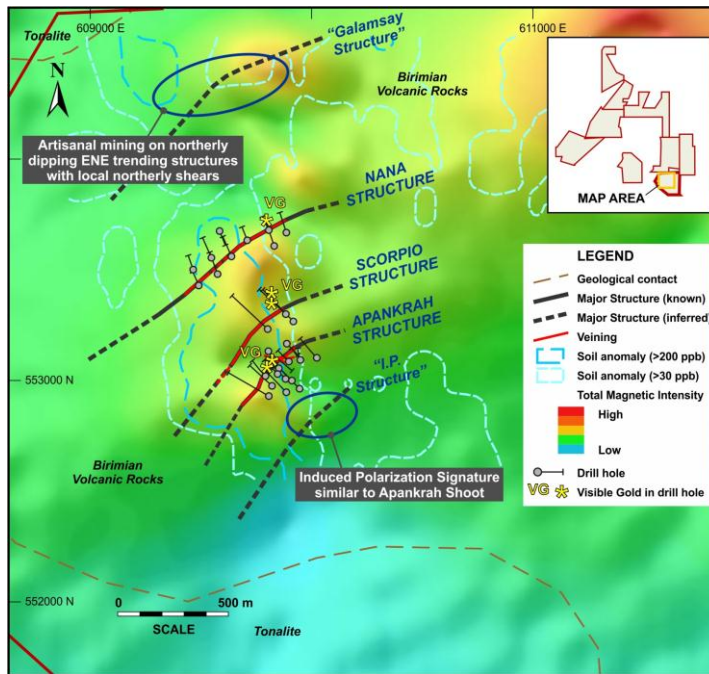 609000 E
611000 E
Tonalite
N
"Galamsay
Structure"
Birimian
Volcanic Rocks
MAP AREA
Artisanal mining on northerly
dipping ENE trending structures
with local northerly shears
NANA
STRUCTURE
VG
SCORPIO
STRUCTURE
VG
APANKRAH
STRUCTURE
VG
"I.P.
Structure"
553000 N
Birimian
Volcanic Rocks
Induced Polarization Signature
similar to Apankrah Shoot
LEGEND
Geological contact
Major Structure (known)
Major Structure (inferred)
Veining
Soil anomaly (>200 ppb)
Soil anomaly (>30 ppb)
Total Magnetic Intensity
High
Low
Drill hole
VG Visible Gold in drill hole
552000 N
0 500 m
SCALE
Tonalite